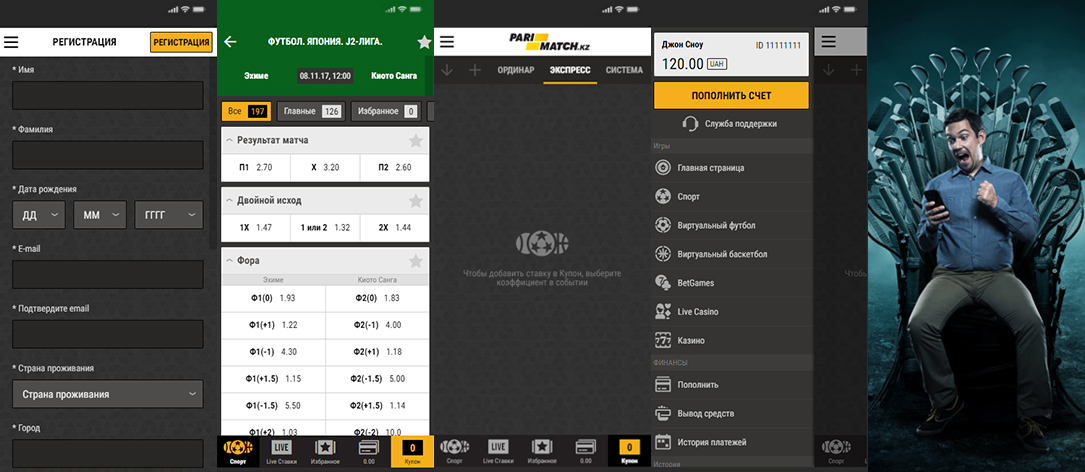 РЕГИСТРАЦИЯ
РЕГИСТРАЦИЯ
* Имя
* Фамилия
* Дата рождения
ДД
ММ
ГГГГ
* E-mail
* Подтвердите email
* Страна проживания
Страна проживания
* Город
ФУТБОЛ. ЯПОНИЯ. J2-ЛИГА.
Эхиме 08.11.17, 12:00 Киото Санга
Все 197 Главные 126 Избранное 0
Результат матча
П1 2.70 X 3.20 П2 2.60
Двойной исход
1X 1.47 1 или 2 1.32 2X 1.44
Фора
Эхиме Киото Санга
Ф1(0) 1.93 Ф2(0) 1.83
Ф1(+1) 1.22 Ф2(-1) 4.00
Ф1(-1) 4.30 Ф2(+1) 1.18
Ф1(+1.5) 1.15 Ф2(-1.5) 5.00
Ф1(-1.5) 5.50 Ф2(+1.5) 1.14
Ф1(+2) 1.03 Ф2(-2) 10.0
LIVE 0
Спорт Live Ставки Избранное 0.00 Купон
PARI
MATCH.KZ
ОРДИНАР ЭКСПРЕСС СИСТЕМА
Чтобы добавить ставку в Купон, выберите
коэффициент в событии
LIVE 0
Спорт Live Ставки Избранное 0.00 Купон
Джон Сноу ID 11111111
120.00 UAH
ПОПОЛНИТЬ СЧЕТ
Служба поддержки
Игры
Главная страница
Спорт
Виртуальный футбол
Виртуальный баскетбол
BetGames
Live Casino
777 Казино
ФИНАНСЫ
Пополнить
Вывод средств
История платежей
История
Чтобы
Спорт